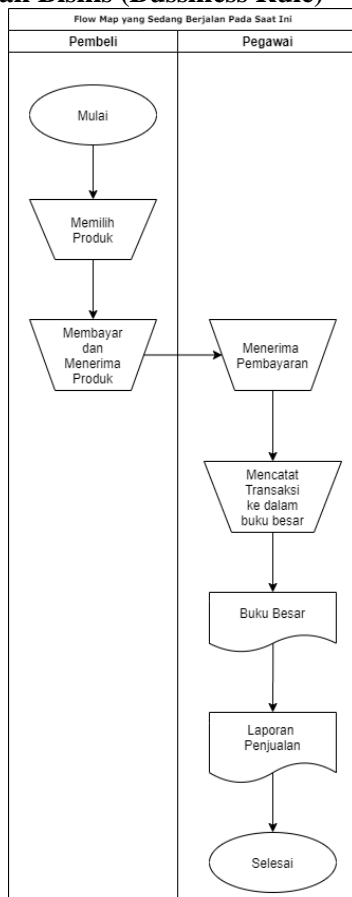 an Bisnis (Bussiness Rule)
Flow Map yang Sedang Berjalan Pada Saat Ini
Pembeli
Pegawai
Mulai
Memilih
Produk
Membayar
dan
Menerima
Produk
Menerima
Pembayaran
Mencatat
Transaksi
ke dalam
buku besar
Buku Besar
Laporan
Penjualan
Selesai